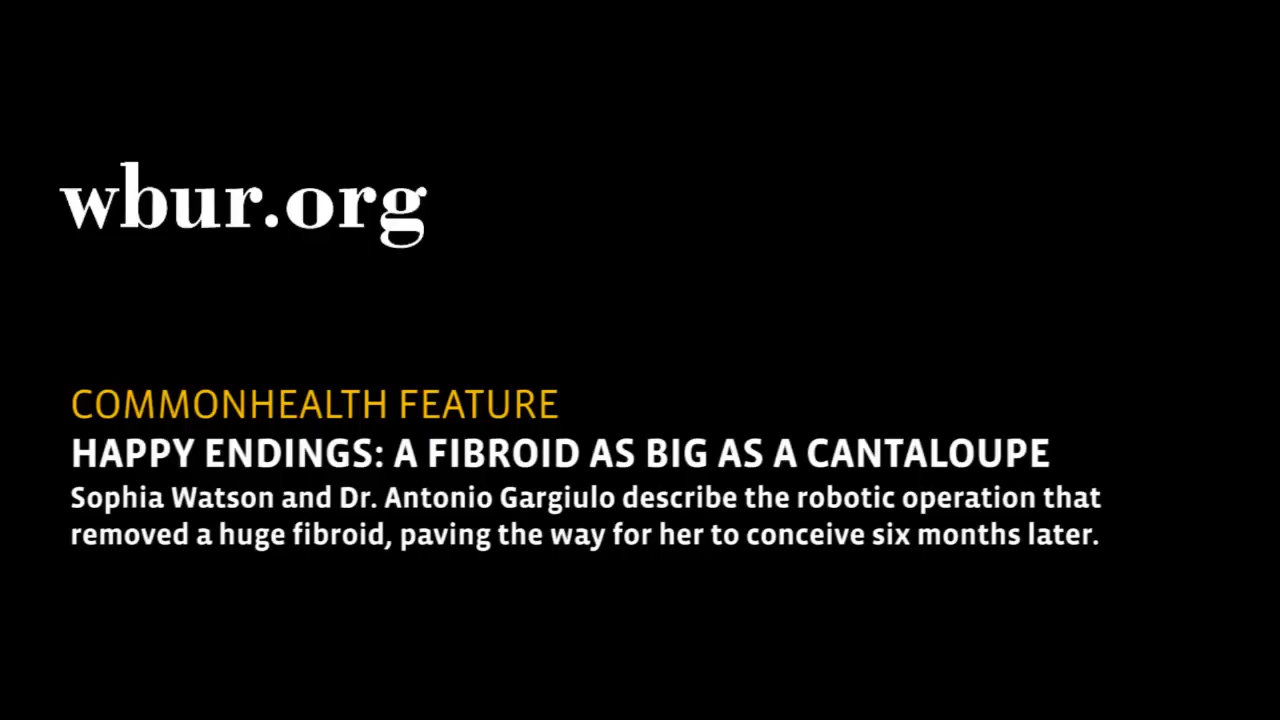 wbur.org
COMMONHEALTH FEATURE
HAPPY ENDINGS: A FIBROID AS BIG AS A CANTALOUPE
Sophia Watson and Dr. Antonio Gargiulo describe the robotic operation that
removed a huge fibroid, paving the way for her to conceive six months later.